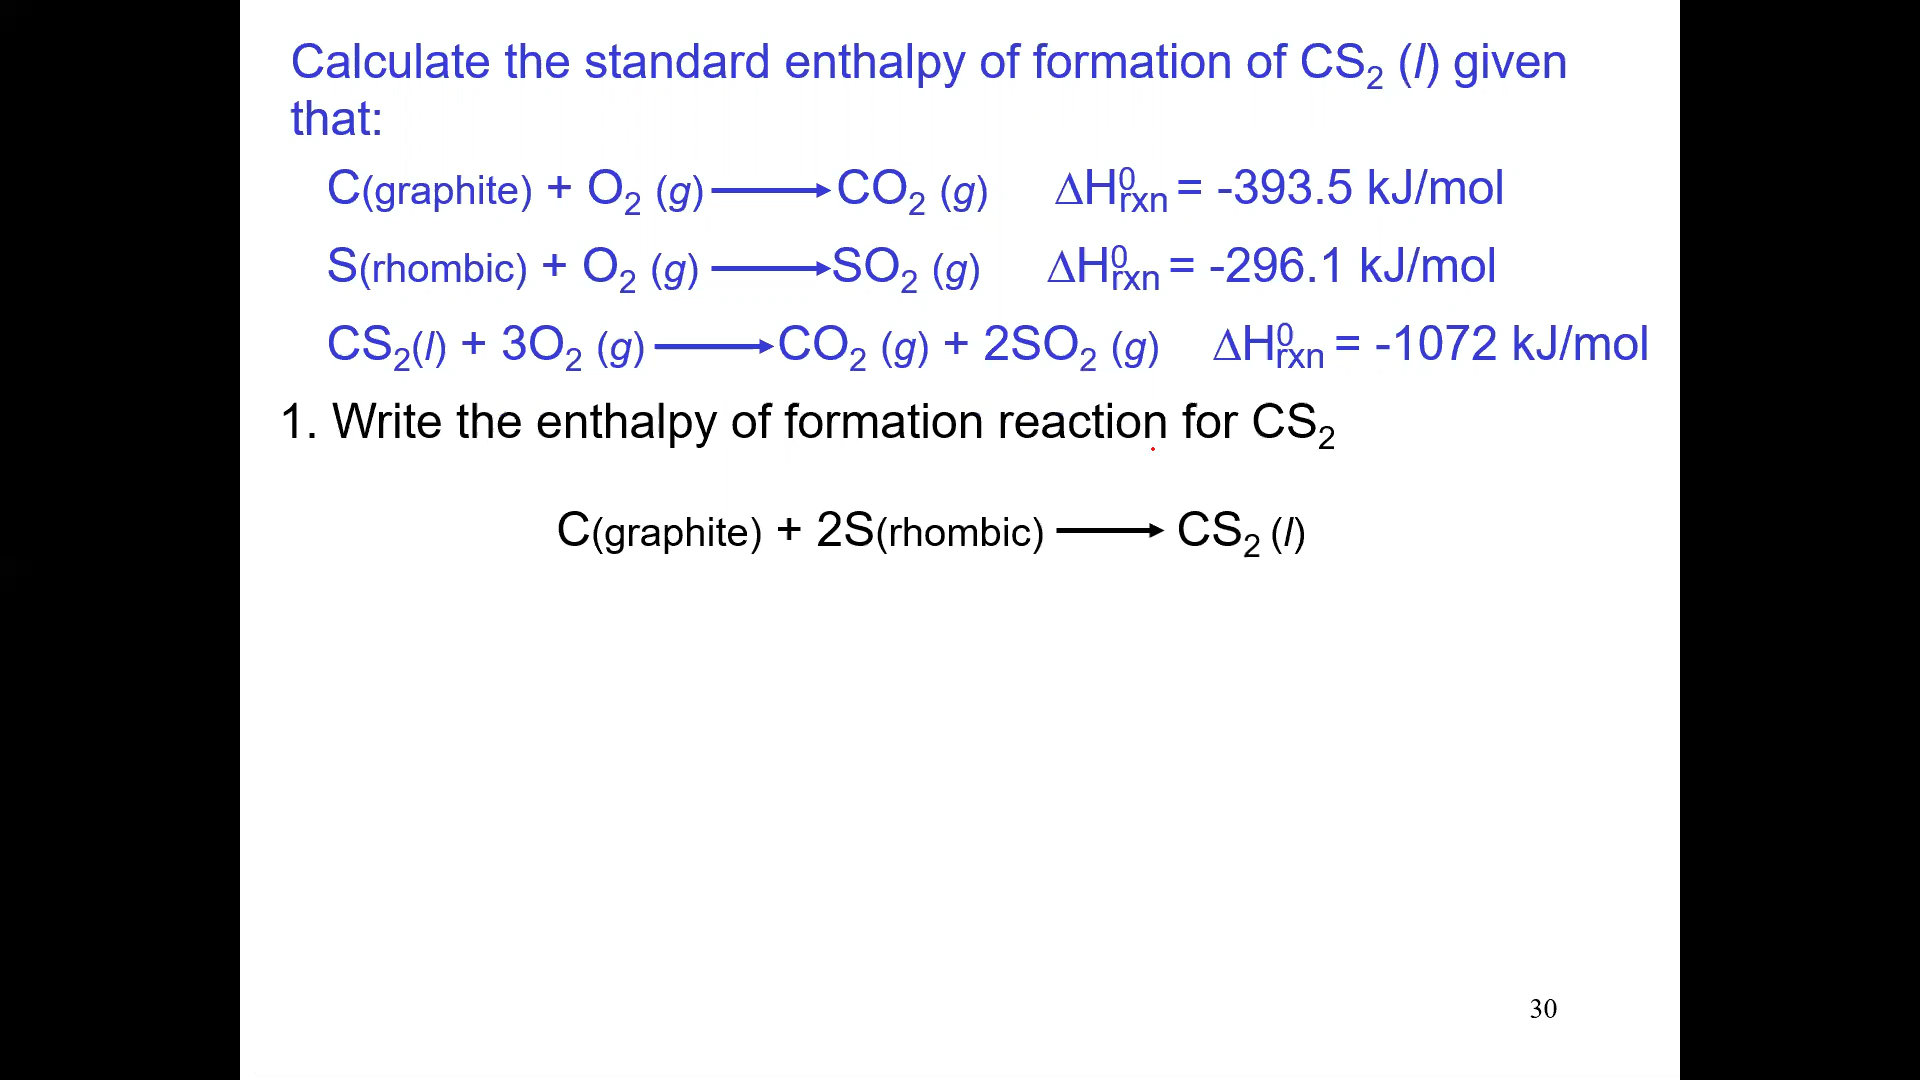 Calculate the standard enthalpy of formation of CS₂ (l) given
that:
C(graphite) + O₂ (g) ⟶ CO₂ (g) ΔH⁰rxn = -393.5 kJ/mol
S(rhombic) + O₂ (g) ⟶ SO₂ (g) ΔH⁰rxn = -296.1 kJ/mol
CS₂(l) + 3O₂ (g) ⟶ CO₂ (g) + 2SO₂ (g) ΔH⁰rxn = -1072 kJ/mol
1. Write the enthalpy of formation reaction for CS₂
C(graphite) + 2S(rhombic) ⟶ CS₂ (l)
30